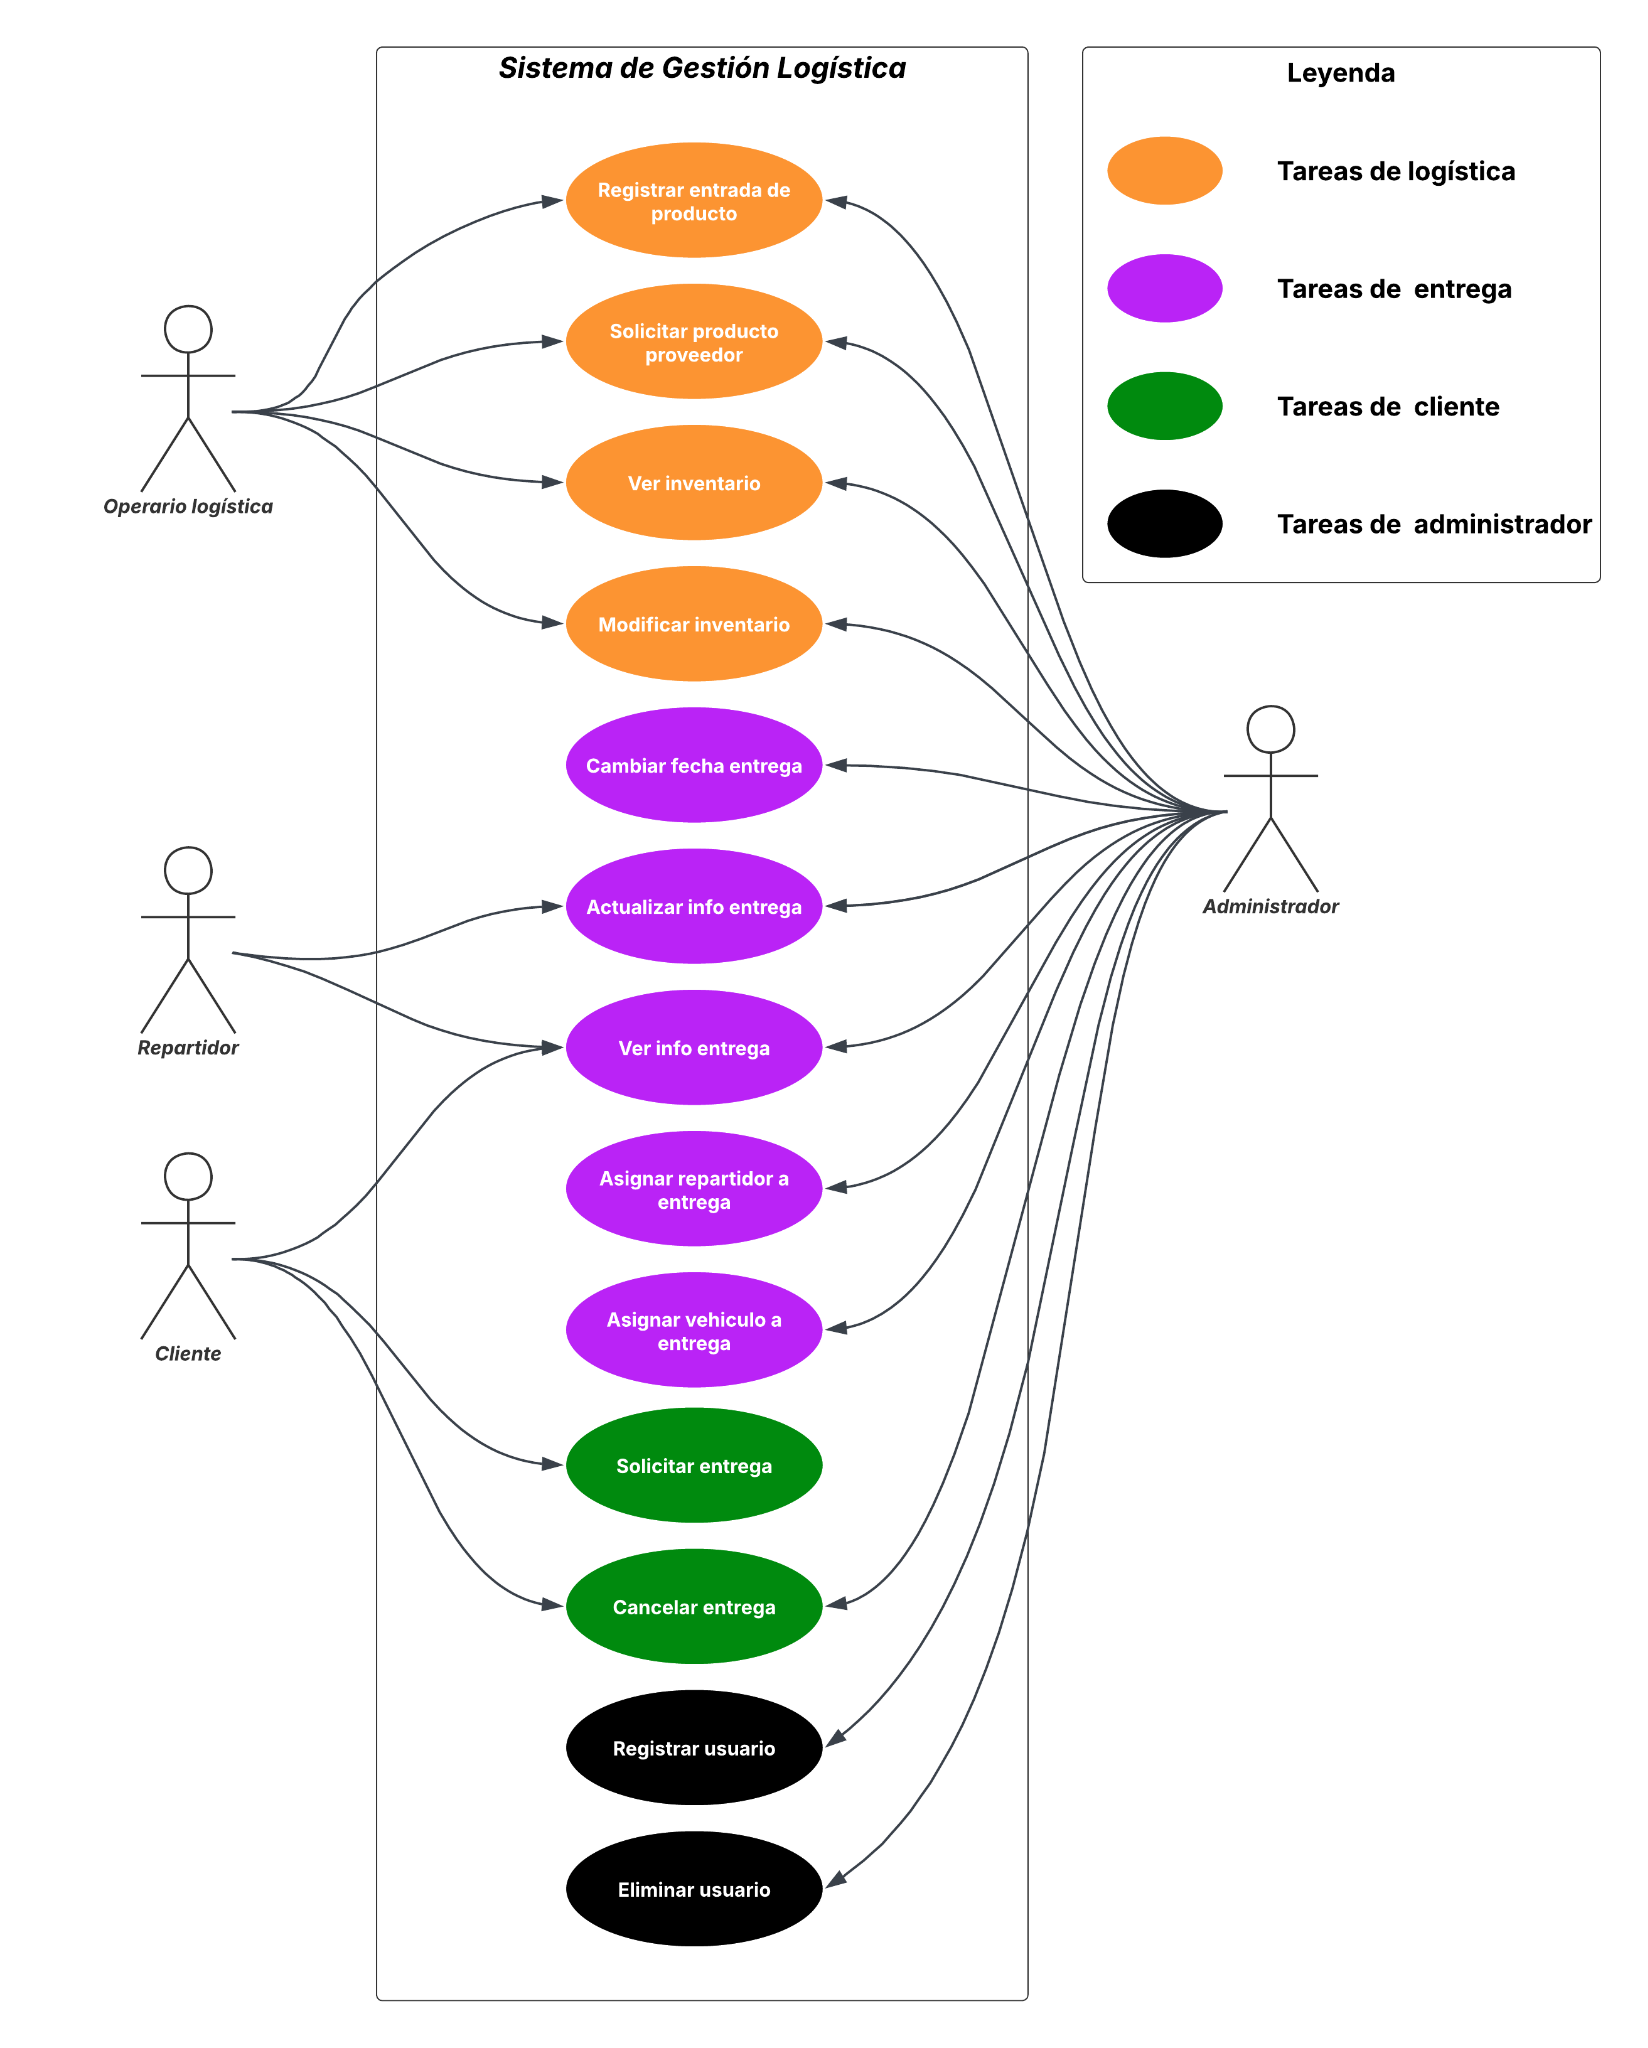 Sistema de Gestión Logística
Registrar entrada de
producto
Solicitar producto
proveedor
Ver inventario
Modificar inventario
Cambiar fecha entrega
Actualizar info entrega
Ver info entrega
Asignar repartidor a
entrega
Asignar vehiculo a
entrega
Solicitar entrega
Cancelar entrega
Registrar usuario
Eliminar usuario
Operario logística
Repartidor
Cliente
Administrador
Leyenda
Tareas de logística
Tareas de entrega
Tareas de cliente
Tareas de administrador